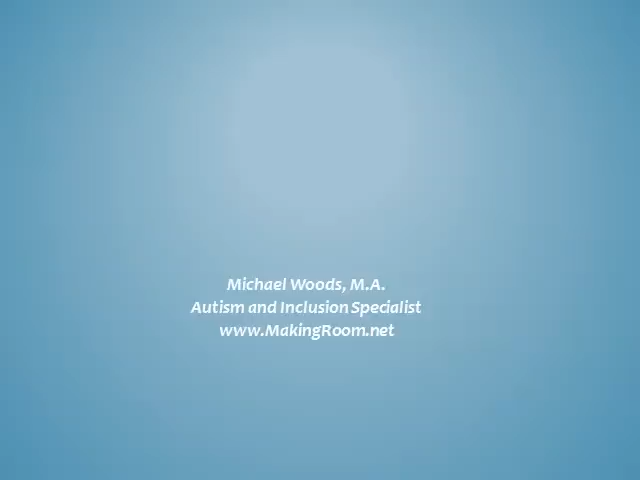 Michael Woods, M.A.
Autism and Inclusion Specialist
www.MakingRoom.net